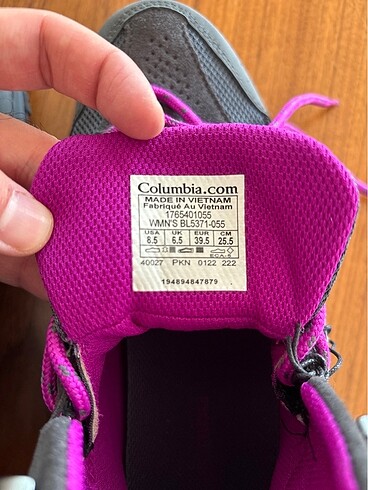 Columbia.com
MADE IN VIETNAM
Fabriqué Au Vietnam
1765401055
WMN'S BL5371-055
USA UK EUR CM
8.5 6.5 39.5 25.5
ECA/S
40027 PKN 0122 222
194894847879